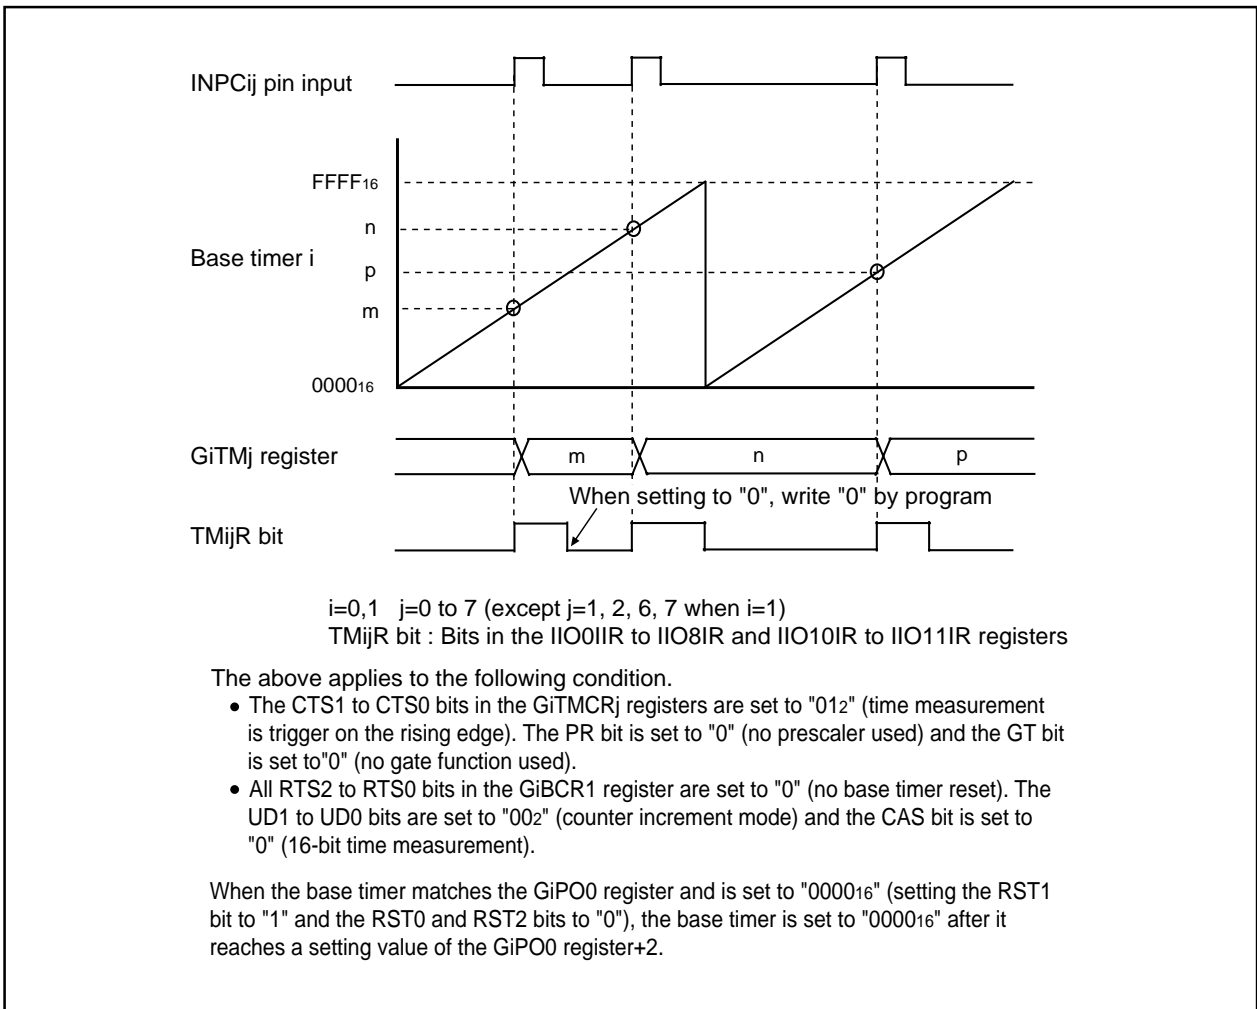 INPCij pin input
FFFF16
n
Base timer i
p
m
000016
GiTMj register
m
n
p
When setting to "0", write "0" by program
TMijR bit
i=0,1 j=0 to 7 (except j=1, 2, 6, 7 when i=1)
TMijR bit : Bits in the IIO0IIR to IIO8IR and IIO10IR to IIO11IR registers
The above applies to the following condition.
● The CTS1 to CTS0 bits in the GiTMCRj registers are set to "012" (time measurement
is trigger on the rising edge). The PR bit is set to "0" (no prescaler used) and the GT bit
is set to"0" (no gate function used).
● All RTS2 to RTS0 bits in the GiBCR1 register are set to "0" (no base timer reset). The
UD1 to UD0 bits are set to "002" (counter increment mode) and the CAS bit is set to
"0" (16-bit time measurement).
When the base timer matches the GiPO0 register and is set to "000016" (setting the RST1
bit to "1" and the RST0 and RST2 bits to "0"), the base timer is set to "000016" after it
reaches a setting value of the GiPO0 register+2.